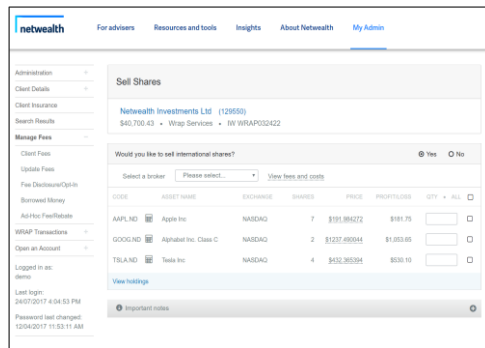 netwealth
For advisers Resources and tools Insights About Netwealth My Admin
Administration +
Client Details +
Client Insurance
Search Results
Manage Fees -
Client Fees
Update Fees
Fee Disclosure/Opt-in
Borrowed Money
Ad-Hoc Fee/Rebate
WRAP Transactions +
Open an Account
Logged in as:
demo
Last login:
24/07/2017 4:04:53 PM
Password last changed:
12/04/2017 11:53:11 AM
Sell Shares
Netwealth Investments Ltd (129550)
$40,700.43 • Wrap Services • IW WRAP032422
Would you like to sell international shares? Yes No
Select a broker Please select... View fees and costs
CODE ASSET NAME EXCHANGE SHARES PRICE PROFIT/LOSS QTY ALL
AAPL.ND Apple Inc NASDAQ 7 $191.984272 $181.75
GOOG.ND Alphabet Inc. Class C NASDAQ 2 $1237.490044 $1,053.65
TSLA.ND Tesla Inc NASDAQ 4 $432.365394 $530.10
View holdings
Important notes